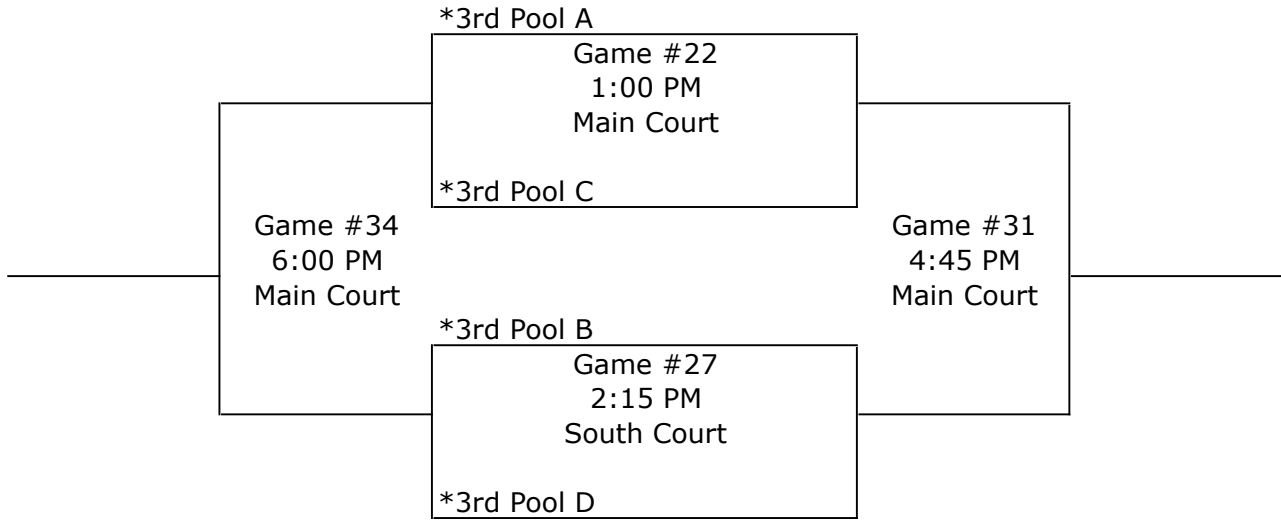 *3rd Pool A
Game #22
1:00 PM
Main Court
*3rd Pool C
Game #34
6:00 PM
Main Court
Game #31
4:45 PM
Main Court
*3rd Pool B
Game #27
2:15 PM
South Court
*3rd Pool D